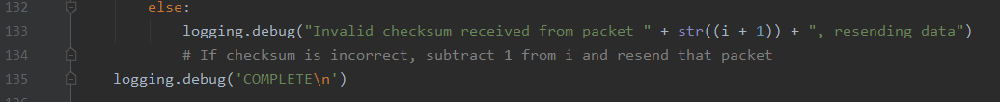 132 else:
133 logging.debug("Invalid checksum received from packet " + str((i + 1)) + ", resending data")
134 # If checksum is incorrect, subtract 1 from i and resend that packet
135 logging.debug('COMPLETE\n')